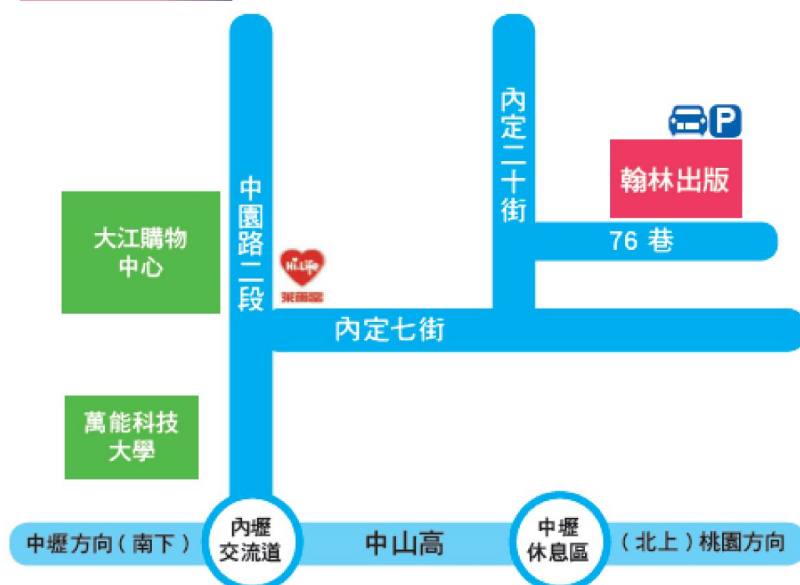 內定二十街
P
翰林出版
中園路二段
大江購物
中心
76 巷
Hi-Life
萊爾富
內定七街
萬能科技
大學
中壢方向（南下）
內壢
交流道
中山高
中壢
休息區
（北上）桃園方向